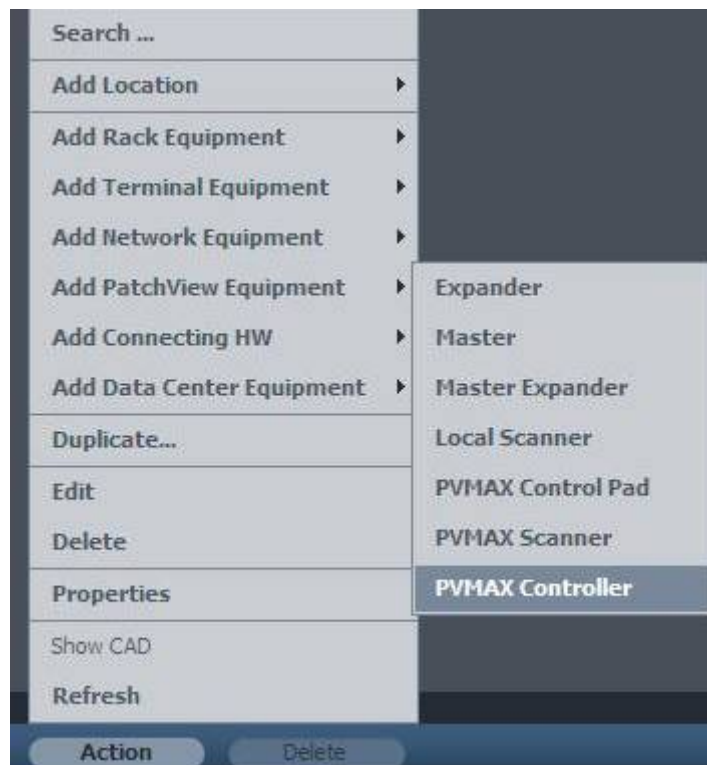 Search ...
Add Location
Add Rack Equipment
Add Terminal Equipment
Add Network Equipment
Add PatchView Equipment
Add Connecting HW
Add Data Center Equipment
Duplicate...
Edit
Delete
Properties
Show CAD
Refresh
Expander
Master
Master Expander
Local Scanner
PVMAX Control Pad
PVMAX Scanner
PVMAX Controller
Action
Delete